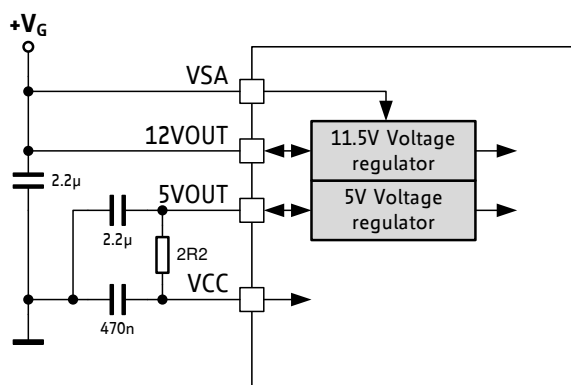 +VG
VSA
12VOUT
11.5V Voltage
regulator
2.2µ
5VOUT
5V Voltage
regulator
2.2µ
2R2
VCC
470n